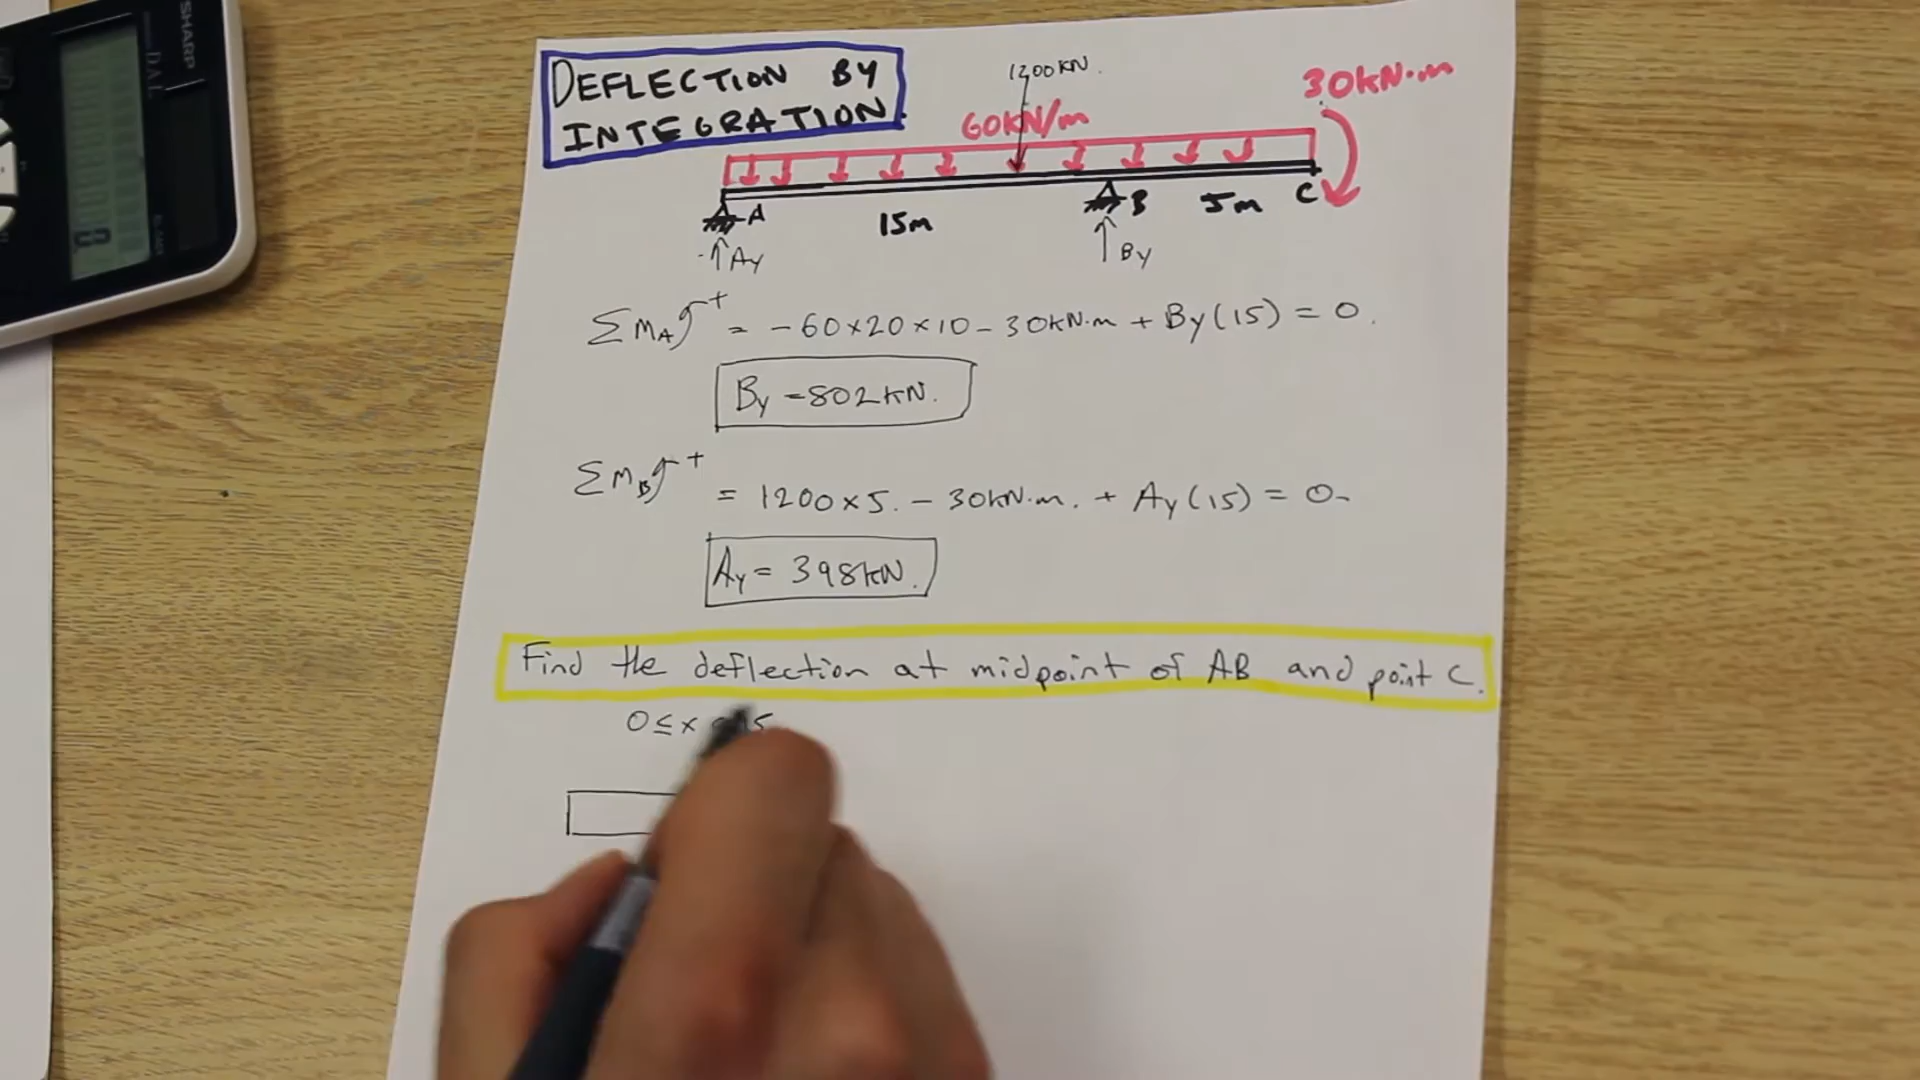 SHARP
D.A.L.
DEFLECTION BY
INTEGRATION.
1200KN.
60KN/m
30KN·m
A
15m
B
5m
C
Ay
By
ΣMA + = -60×20×10-30KN·m + By(15) = 0.
By = 802KN.
ΣMB + = 1200×5. - 30KN·m. + Ay(15) = 0-
Ay = 398KN.
Find the deflection at midpoint of AB and point C.
0≤x